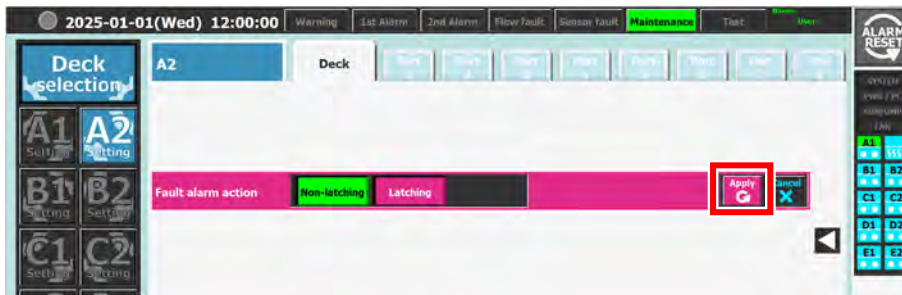 2025-01-01(Wed) 12:00:00 Warning 1st Alarm 2nd Alarm Flow fault Sensor fault Maintenance Test User:
ALARM RESET
Deck selection
A2 Deck
A1 Setting A2 Setting
Fault alarm action Non-latching Latching Apply Cancel
B1 Setting B2 Setting
C1 Setting C2 Setting
A1
B1 B2
C1 C2
D1 D2
E1 E2